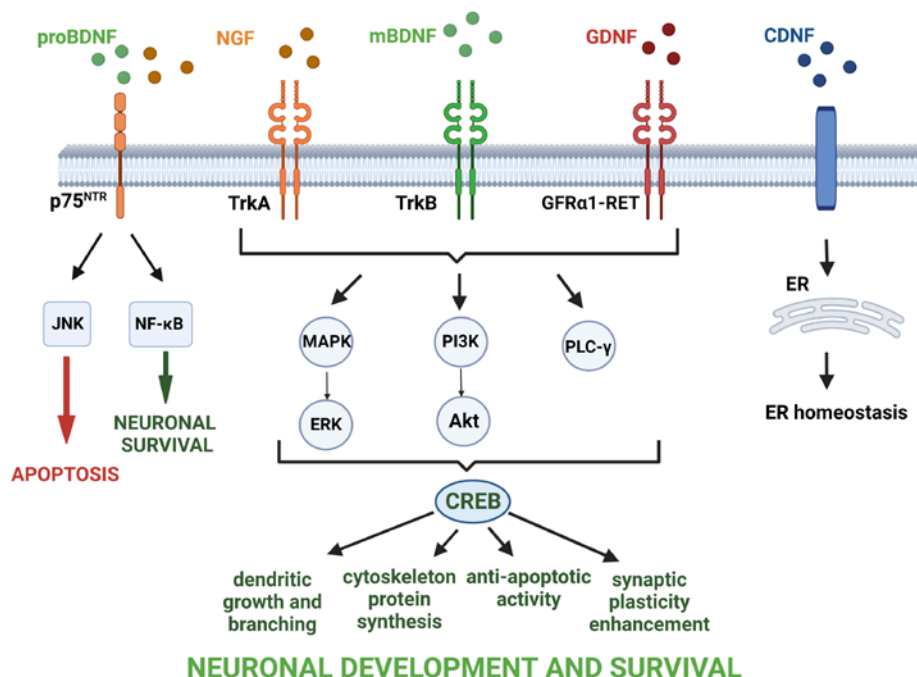 proBDNF
NGF
mBDNF
GDNF
CDNF
p75NTR
TrkA
TrkB
GFRα1-RET
ER
JNK
NF-κB
MAPK
PI3K
PLC-γ
ERK
Akt
ER homeostasis
NEURONAL
SURVIVAL
APOPTOSIS
CREB
dendritic
growth and
branching
cytoskeleton
protein
synthesis
anti-apoptotic
activity
synaptic
plasticity
enhancement
NEURONAL DEVELOPMENT AND SURVIVAL